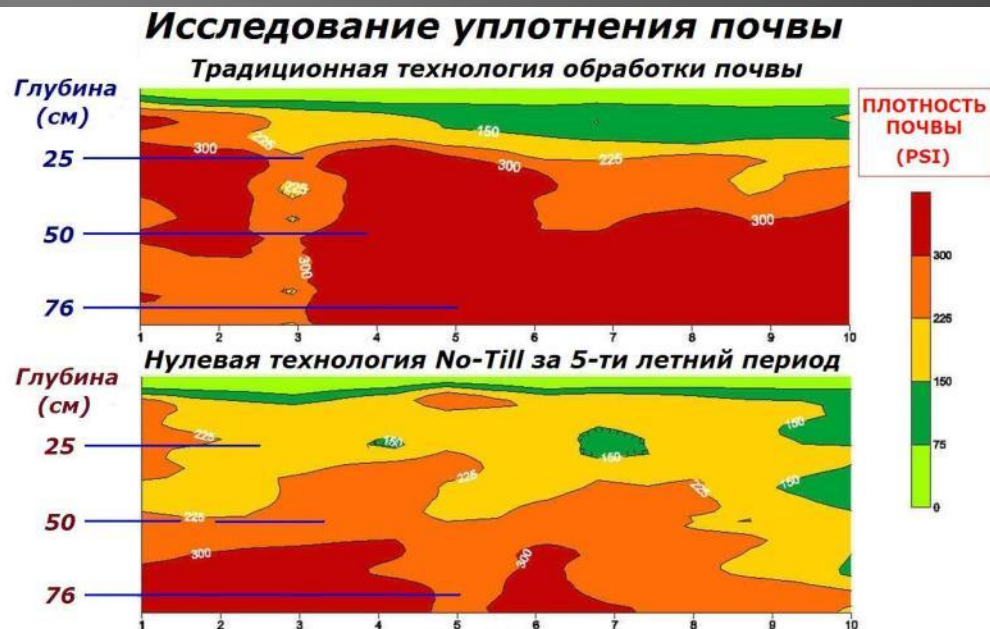 Исследование уплотнения почвы
Традиционная технология обработки почвы
Глубина
(см)
25
50
76
300
225
225
300
150
300
225
300
1 2 3 4 5 6 7 8 9 10
ПЛОТНОСТЬ
ПОЧВЫ
(PSI)
300
225
150
75
0
Нулевая технология No-Till за 5-ти летний период
Глубина
(см)
25
50
76
225
225
300
150
225
300
150
225
150
150
1 2 3 4 5 6 7 8 9 10